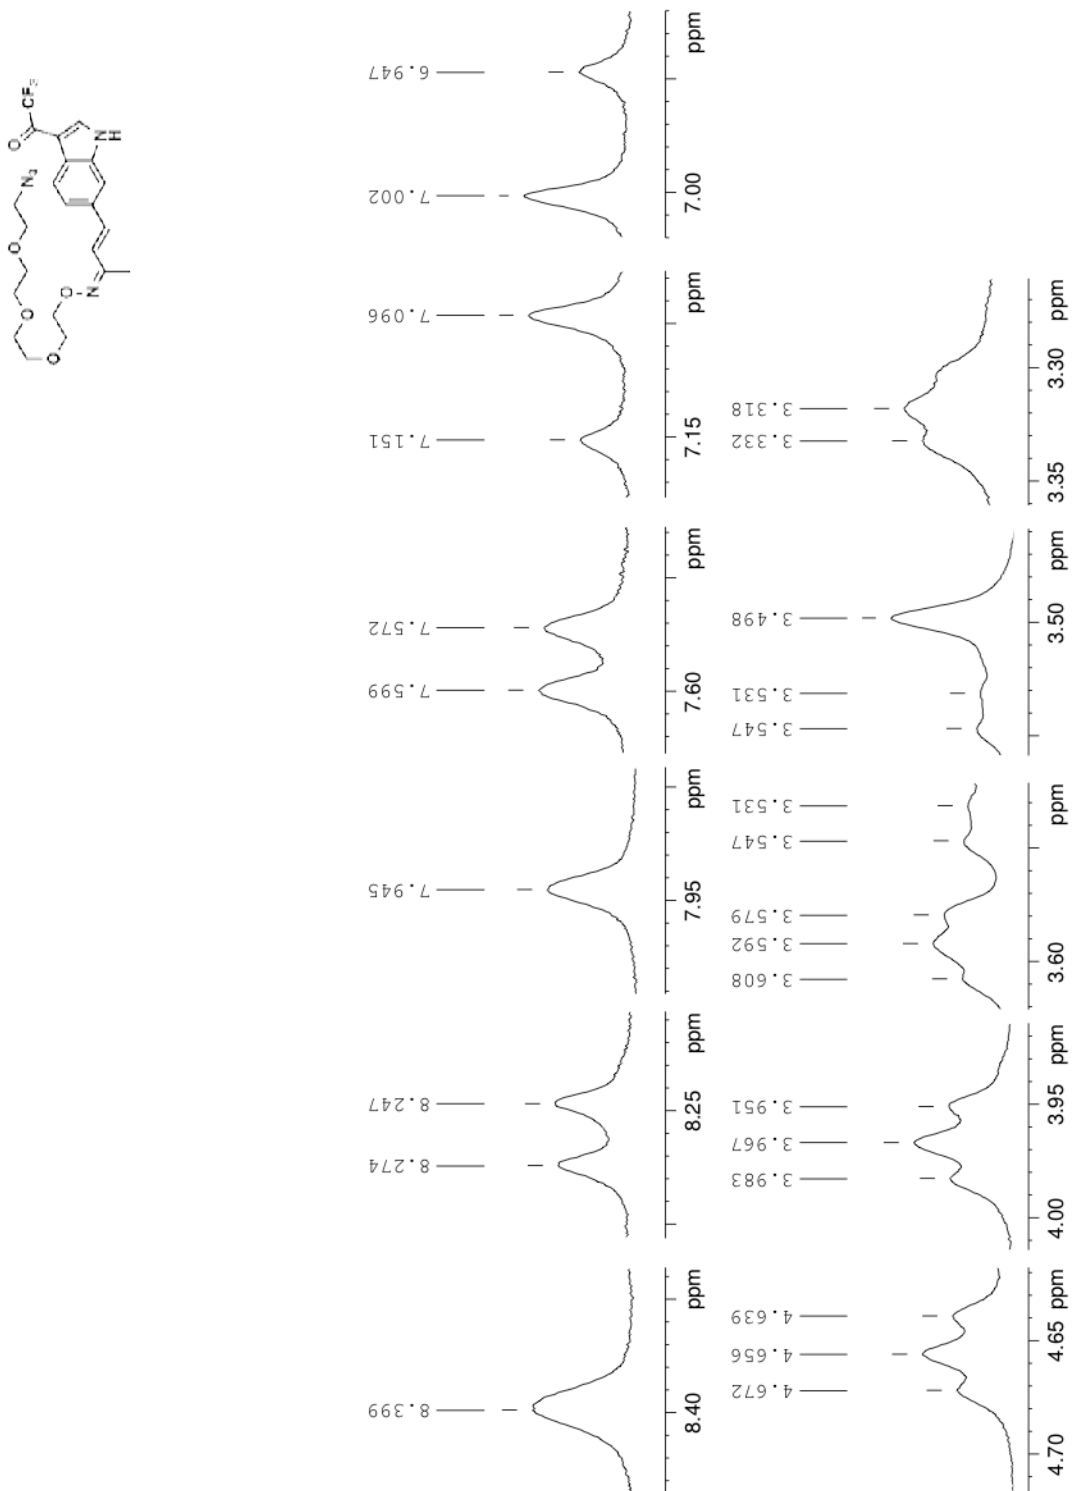 O
O
CF₃
O
N₃
O
O
N
N
H
8.399
8.274
8.247
7.945
7.599
7.572
7.151
7.096
7.002
6.947
8.40 ppm
8.25 ppm
7.95 ppm
7.60 ppm
7.15 ppm
7.00 ppm
4.672
4.656
4.639
3.983
3.967
3.951
3.608
3.592
3.579
3.547
3.531
3.547
3.531
3.498
3.332
3.318
4.70 4.65 ppm
4.00 3.95 ppm
3.60 ppm
3.50 ppm
3.35 3.30 ppm